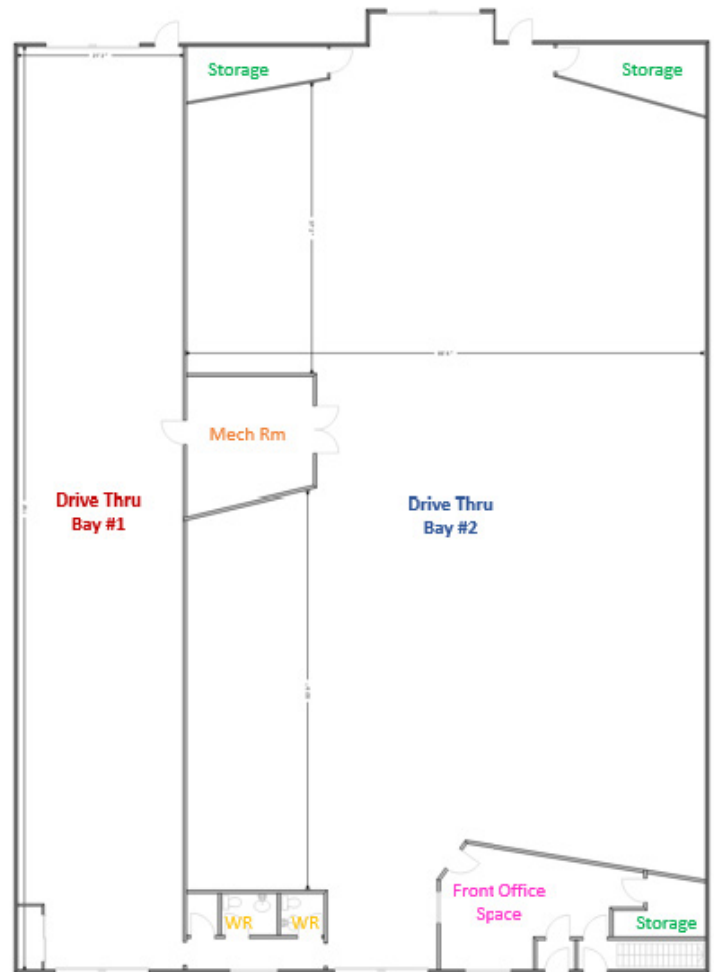 Storage
Storage
Mech Rm
Drive Thru
Bay #1
Drive Thru
Bay #2
Front Office
Space
WR
WR
Storage